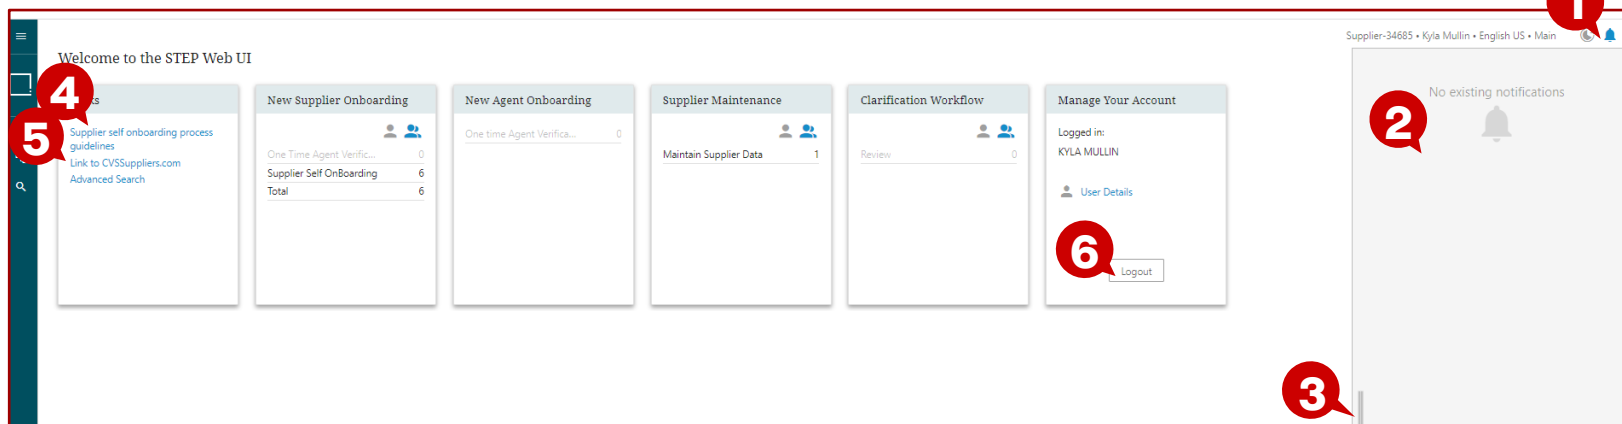 1
Supplier-34685 • Kyla Mullin • English US • Main
Welcome to the STEP Web UI
4
New Supplier Onboarding
New Agent Onboarding
Supplier Maintenance
Clarification Workflow
Manage Your Account
5
Supplier self onboarding process
guidelines
Link to CVSSuppliers.com
Advanced Search
One Time Agent Verific... 0
Supplier Self OnBoarding 6
Total 6
One time Agent Verifica... 0
Maintain Supplier Data 1
Review 0
Logged in:
KYLA MULLIN
User Details
6
Logout
No existing notifications
2
3